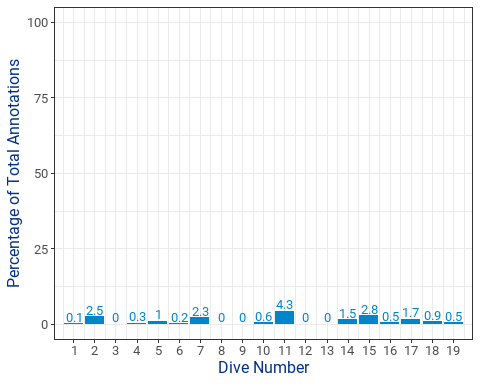 Percentage of Total Annotations
100
75
50
25
0
0.1 2.5 0 0.3 1 0.2 2.3 0 0 0.6 4.3 0 0 1.5 2.8 0.5 1.7 0.9 0.5
1 2 3 4 5 6 7 8 9 10 11 12 13 14 15 16 17 18 19
Dive Number